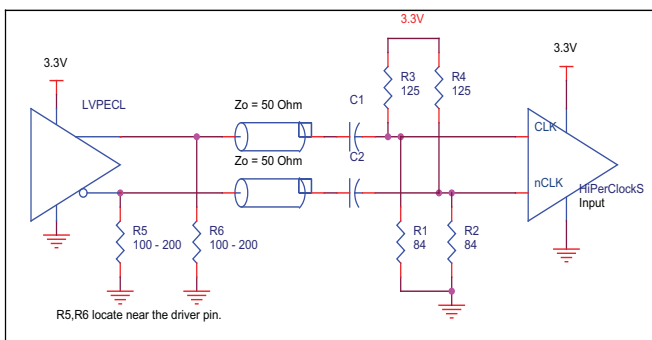 3.3V
3.3V
LVPECL
R3
125
R4
125
3.3V
Zo = 50 Ohm
C1
CLK
Zo = 50 Ohm
C2
nCLK
HiPerClockS
Input
R5
100 - 200
R6
100 - 200
R1
84
R2
84
R5,R6 locate near the driver pin.